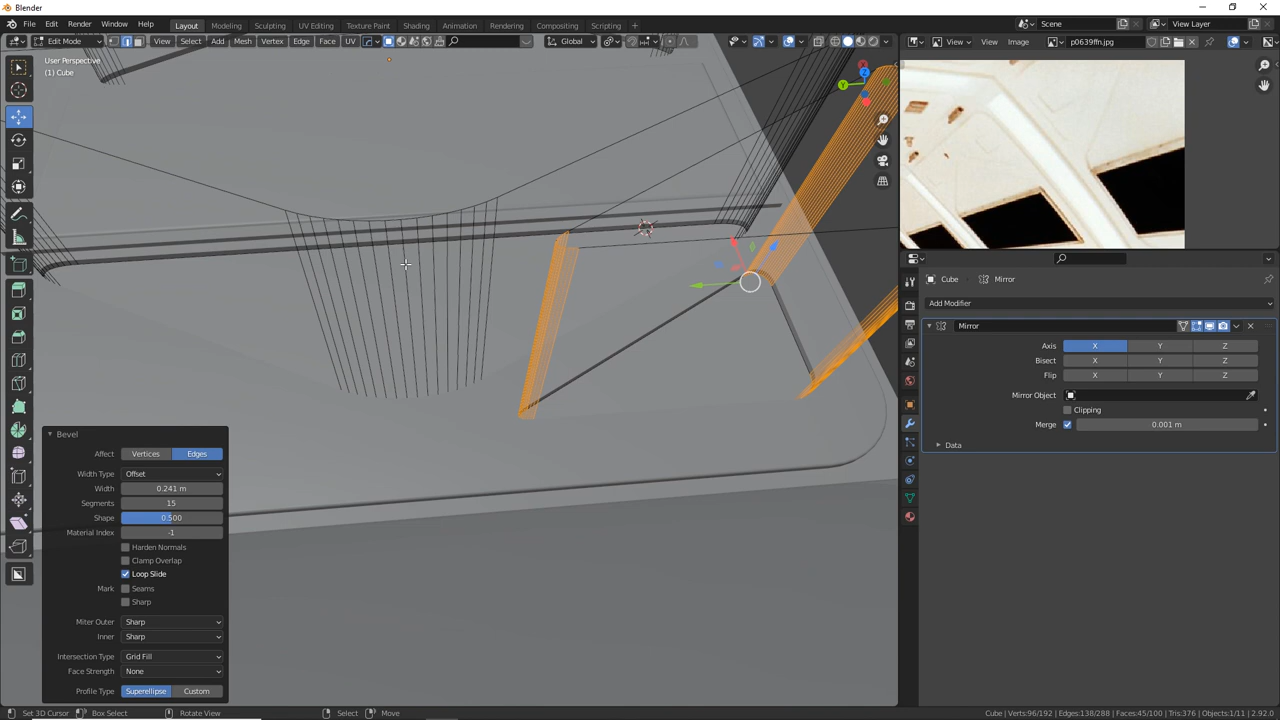 Blender
File Edit Render Window Help Layout Modeling Sculpting UV Editing Texture Paint Shading Animation Rendering Compositing Scripting + Scene View Layer
Edit Mode View Select Add Mesh Vertex Edge Face UV Global View View Image p0639ffn.jpg
User Perspective
(1) Cube
X
Z
Y
Cube Mirror
Add Modifier
Mirror
Axis X Y Z
Bisect X Y Z
Flip X Y Z
Mirror Object
Clipping
Merge 0.001 m
Data
Bevel
Affect Vertices Edges
Width Type Offset
Width 0.241 m
Segments 15
Shape 0.500
Material Index -1
Harden Normals
Clamp Overlap
Loop Slide
Mark Seams
Sharp
Miter Outer Sharp
Inner Sharp
Intersection Type Grid Fill
Face Strength None
Profile Type Superellipse Custom
Set 3D Cursor Box Select Rotate View Select Move Cube | Verts:96/192 | Edges:138/288 | Faces:45/100 | Tris:376 | Objects:1/11 | 2.92.0